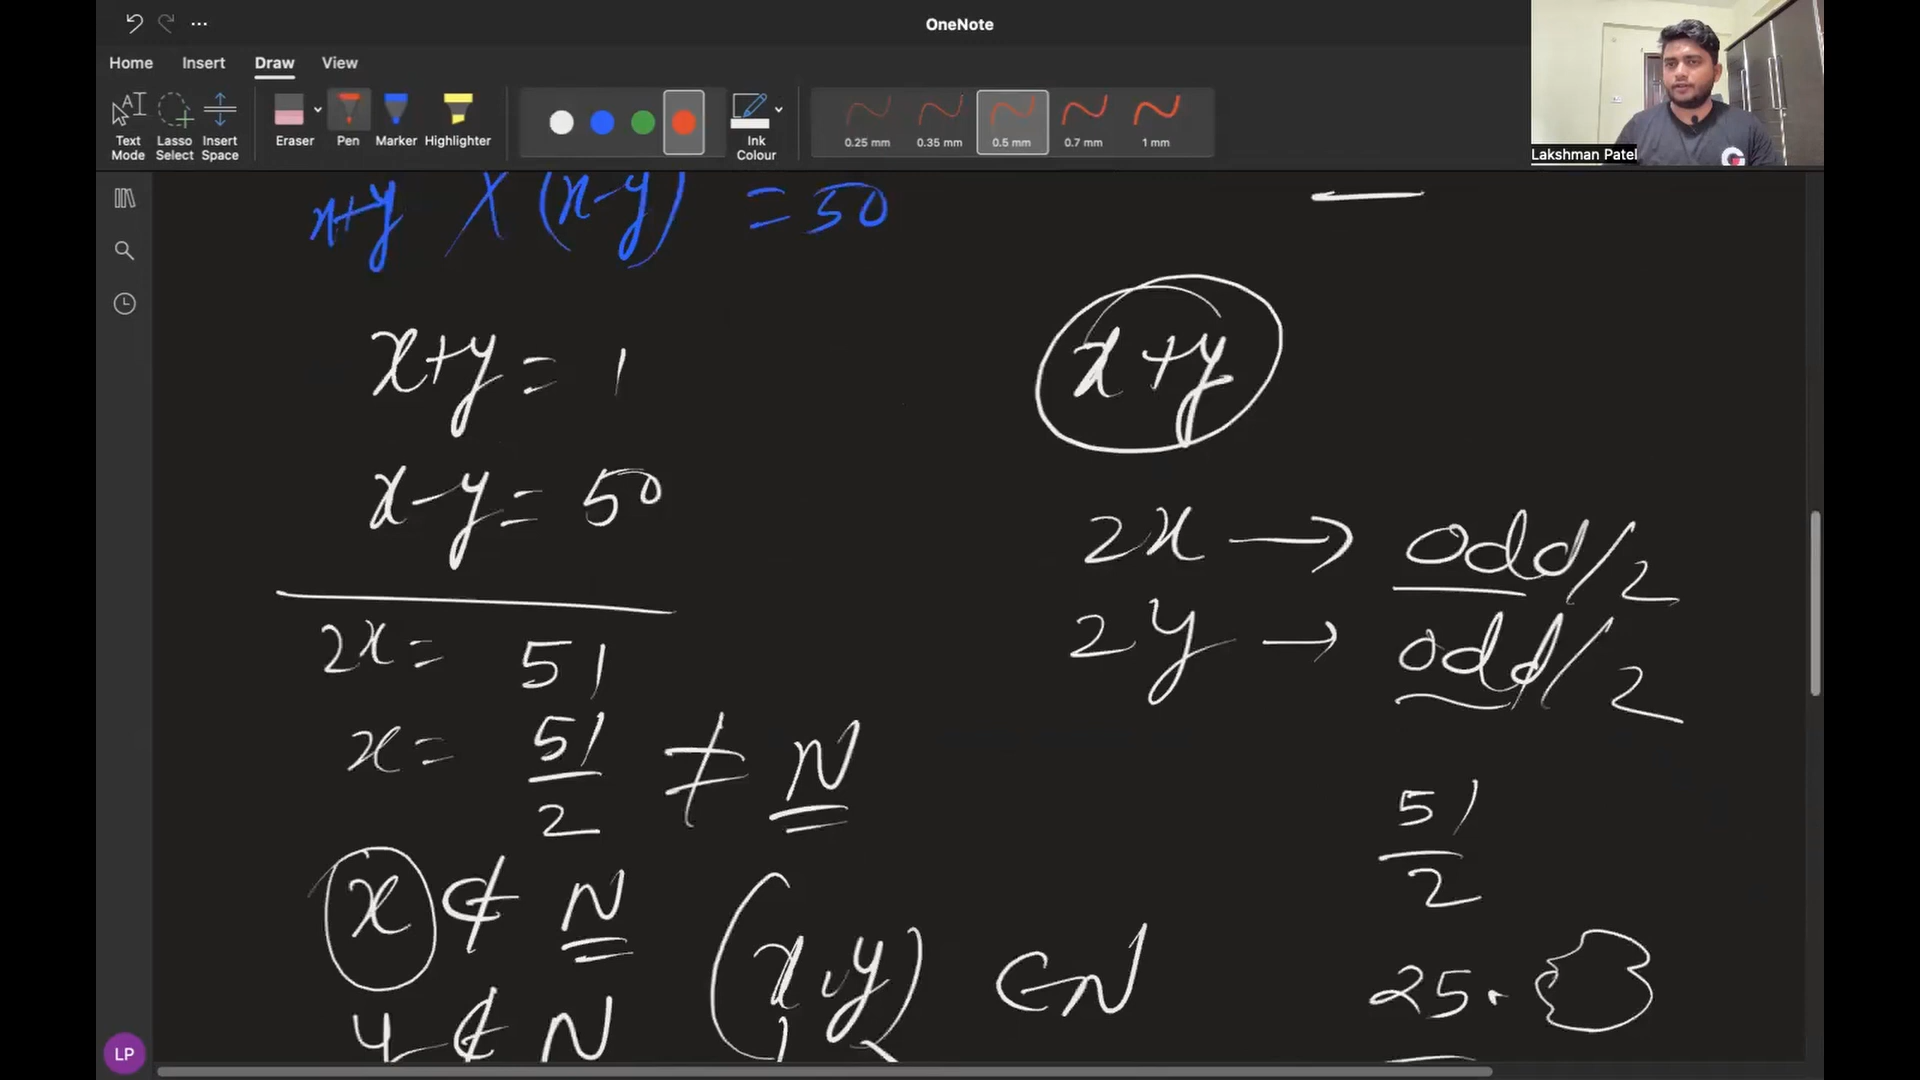 OneNote
Home Insert Draw View
Text Mode
Lasso Select
Insert Space
Eraser
Pen
Marker
Highlighter
Ink Colour
0.25 mm
0.35 mm
0.5 mm
0.7 mm
1 mm
Lakshman Patel
x+y × (x-y) = 50
x+y = 1
x-y = 50
2x = 51
x = 51/2 ≠ N
x ∉ N
y ∉ N
(x, y) ∈ N
x+y
2x → odd/2
2y → odd/2
51/2
25.
LP